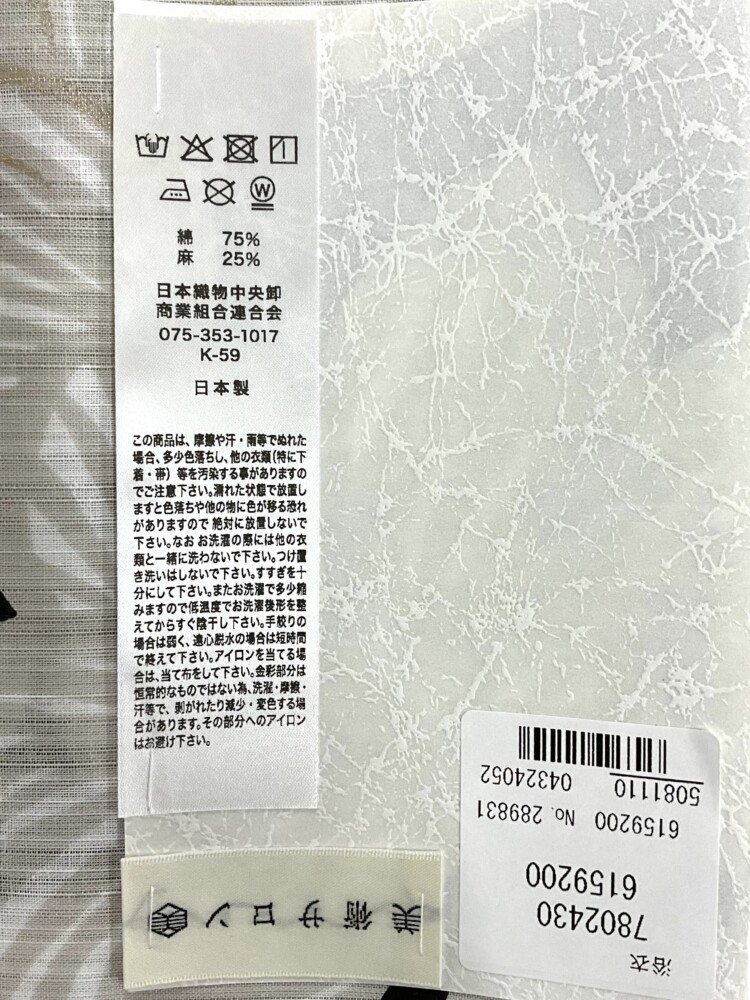 綿 75%
麻 25%
日本織物中央卸
商業組合連合会
075-353-1017
K-59
日本製
この商品は、摩擦や汗・雨等でぬれた
場合、多少色落ちし、他の衣類(特に下
着・帯)等を汚染する事がありますの
でご注意下さい。濡れた状態で放置し
ますと色落ちや他の物に色が移る恐れ
がありますので 絶対に放置しないで
下さい。なお お洗濯の際には他の衣
類と一緒に洗わないで下さい。つけ置
き洗いはしないで下さい。すすぎを十
分にして下さい。またお洗濯で多少縮
みますので低温度でお洗濯後形を整
えてからすぐ陰干し下さい。手絞りの
場合は弱く、遠心脱水の場合は短時間
で終えて下さい。アイロンを当てる場
合は、当て布をして下さい。金彩部分は
恒常的なものではない為、洗濯・摩擦・
汗等で、剥がれたり減少・変色する場
合があります。その部分へのアイロン
はお避け下さい。
美術サロン
浴衣
7802430
6159200
6159200 No. 289831
5081110 04324052